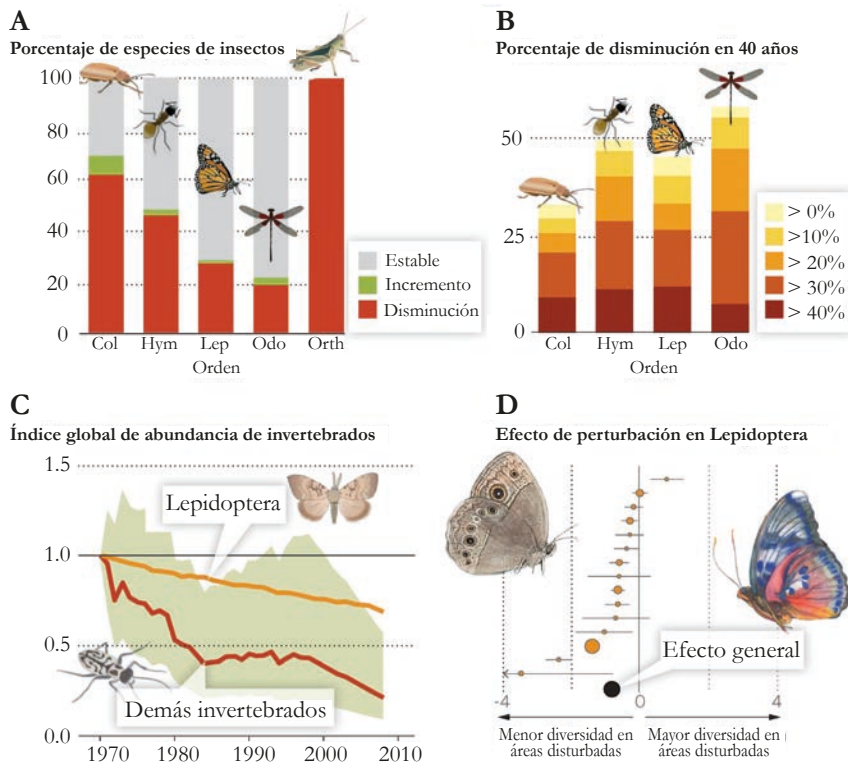 A
Porcentaje de especies de insectos
100
80
60
40
20
0
Col Hym Lep Odo Orth
Orden
Estable
Incremento
Disminución
B
Porcentaje de disminución en 40 años
50
25
0
Col Hym Lep Odo
Orden
> 0%
>10%
> 20%
> 30%
> 40%
C
Índice global de abundancia de invertebrados
1.5
1.0
0.5
0.0
Lepidoptera
Demás invertebrados
1970 1980 1990 2000 2010
D
Efecto de perturbación en Lepidoptera
Efecto general
-4 0 4
Menor diversidad en
áreas disturbadas
Mayor diversidad en
áreas disturbadas